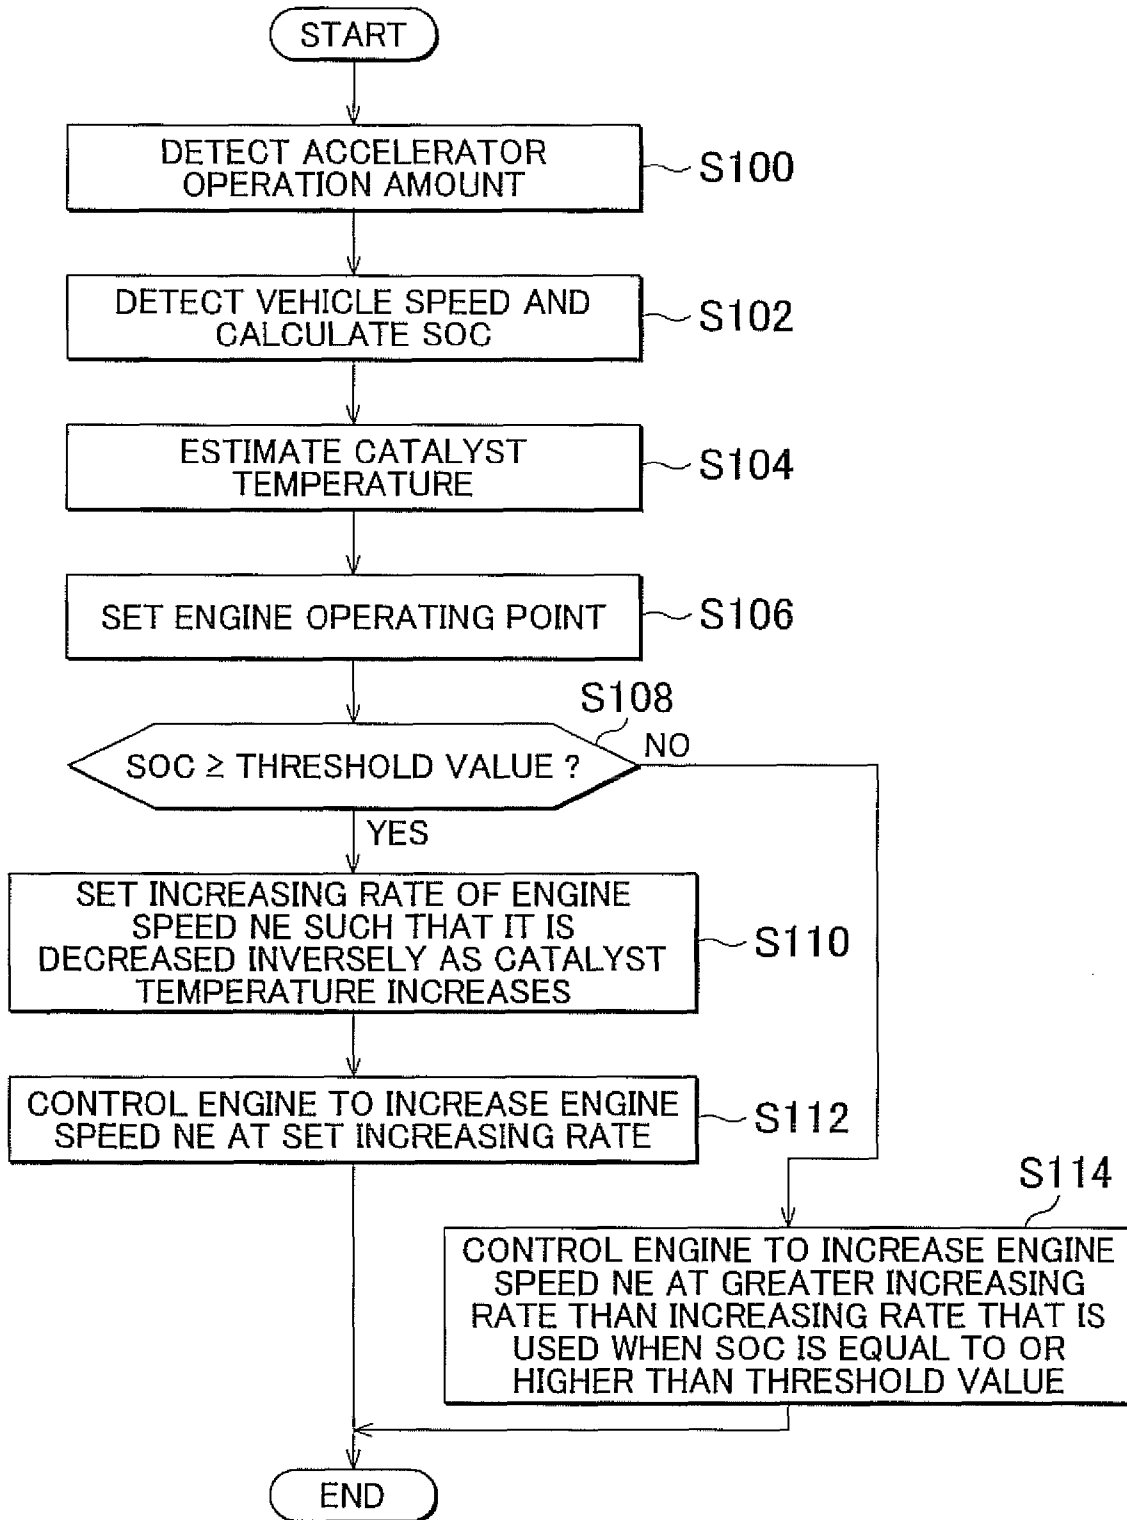 START
DETECT ACCELERATOR
OPERATION AMOUNT
S100
DETECT VEHICLE SPEED AND
CALCULATE SOC
S102
ESTIMATE CATALYST
TEMPERATURE
S104
SET ENGINE OPERATING POINT
S106
S108
SOC ≥ THRESHOLD VALUE ?
NO
YES
SET INCREASING RATE OF ENGINE
SPEED NE SUCH THAT IT IS
DECREASED INVERSELY AS CATALYST
TEMPERATURE INCREASES
S110
CONTROL ENGINE TO INCREASE ENGINE
SPEED NE AT SET INCREASING RATE
S112
S114
CONTROL ENGINE TO INCREASE ENGINE
SPEED NE AT GREATER INCREASING
RATE THAN INCREASING RATE THAT IS
USED WHEN SOC IS EQUAL TO OR
HIGHER THAN THRESHOLD VALUE
END